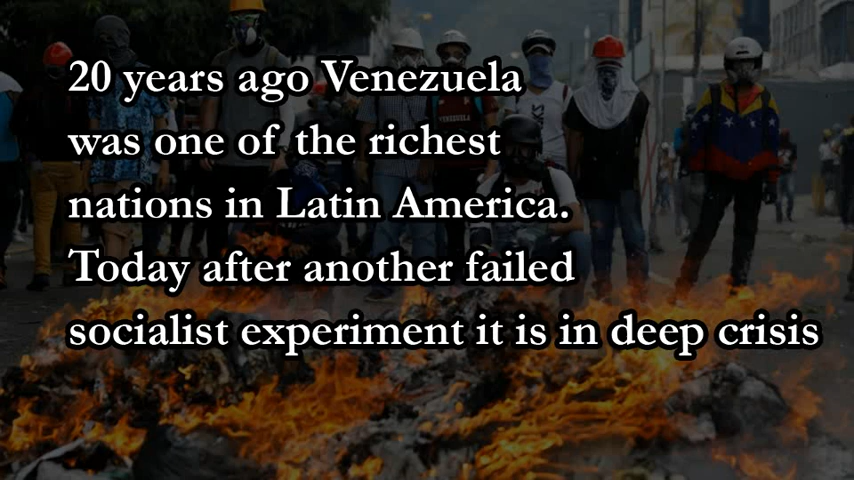 20 years ago Venezuela
was one of the richest
nations in Latin America.
Today after another failed
socialist experiment it is in deep crisis
VENEZUELA